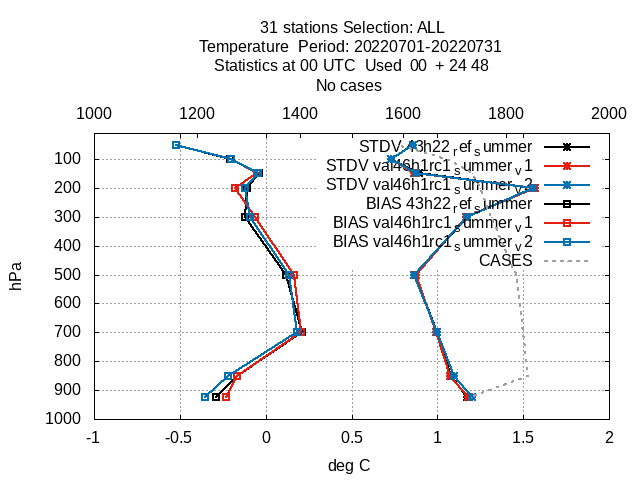 31 stations Selection: ALL
Temperature  Period: 20220701-20220731
Statistics at 00 UTC  Used  00  + 24 48
No cases
1000 1200 1400 1600 1800 2000
STDV 43h22_ref_summer
STDV val46h1rc1_summer_v1
STDV val46h1rc1_summer_v2
BIAS 43h22_ref_summer
BIAS val46h1rc1_summer_v1
BIAS val46h1rc1_summer_v2
CASES
100
200
300
400
500
600
700
800
900
1000
hPa
-1 -0.5 0 0.5 1 1.5 2
deg C